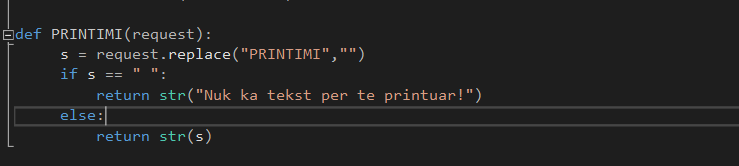 def PRINTIMI(request):
    s = request.replace("PRINTIMI","")
    if s == " ":
        return str("Nuk ka tekst per te printuar!")
    else:
        return str(s)